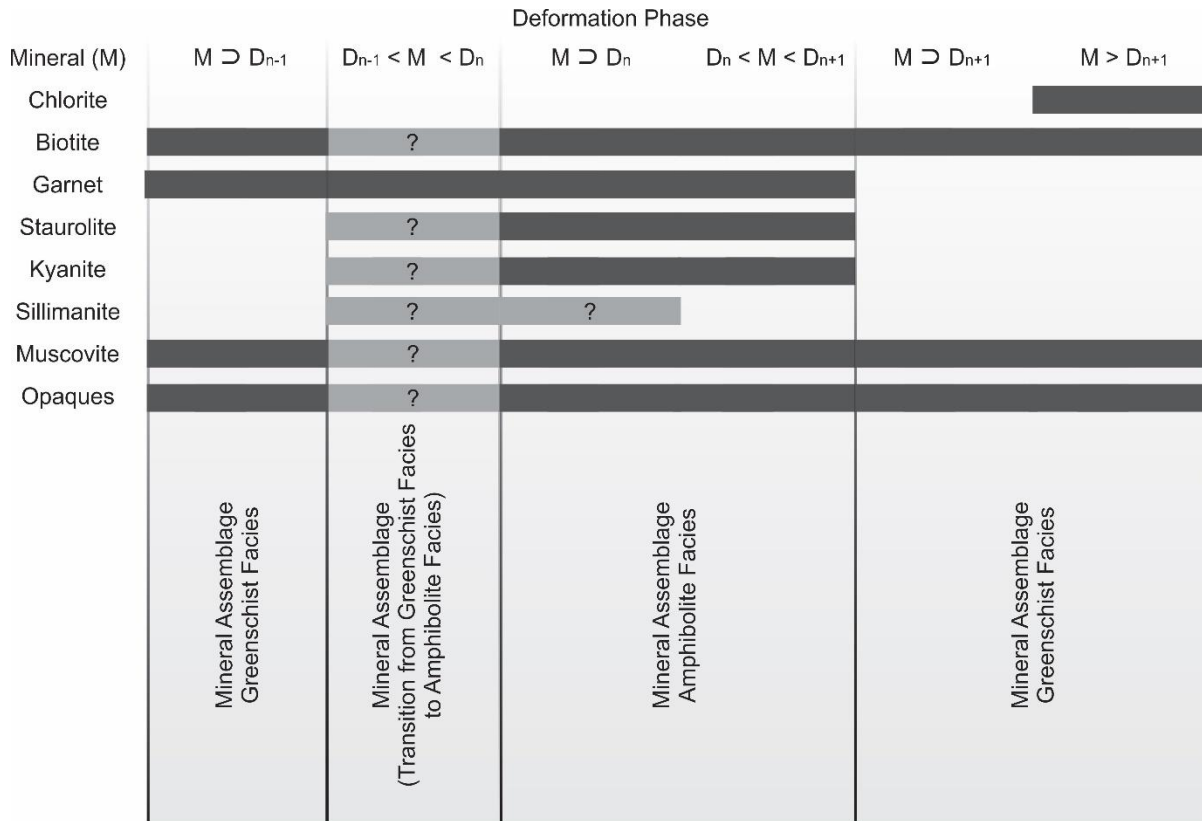 Deformation Phase
Mineral (M) M ⊃ Dn-1 Dn-1 < M < Dn M ⊃ Dn Dn < M < Dn+1 M ⊃ Dn+1 M > Dn+1
Chlorite
Biotite ?
Garnet
Staurolite ?
Kyanite ?
Sillimanite ? ?
Muscovite ?
Opaques ?
Mineral Assemblage
Greenschist Facies
Mineral Assemblage
(Transition from Greenschist Facies
to Amphibolite Facies)
Mineral Assemblage
Amphibolite Facies
Mineral Assemblage
Greenschist Facies